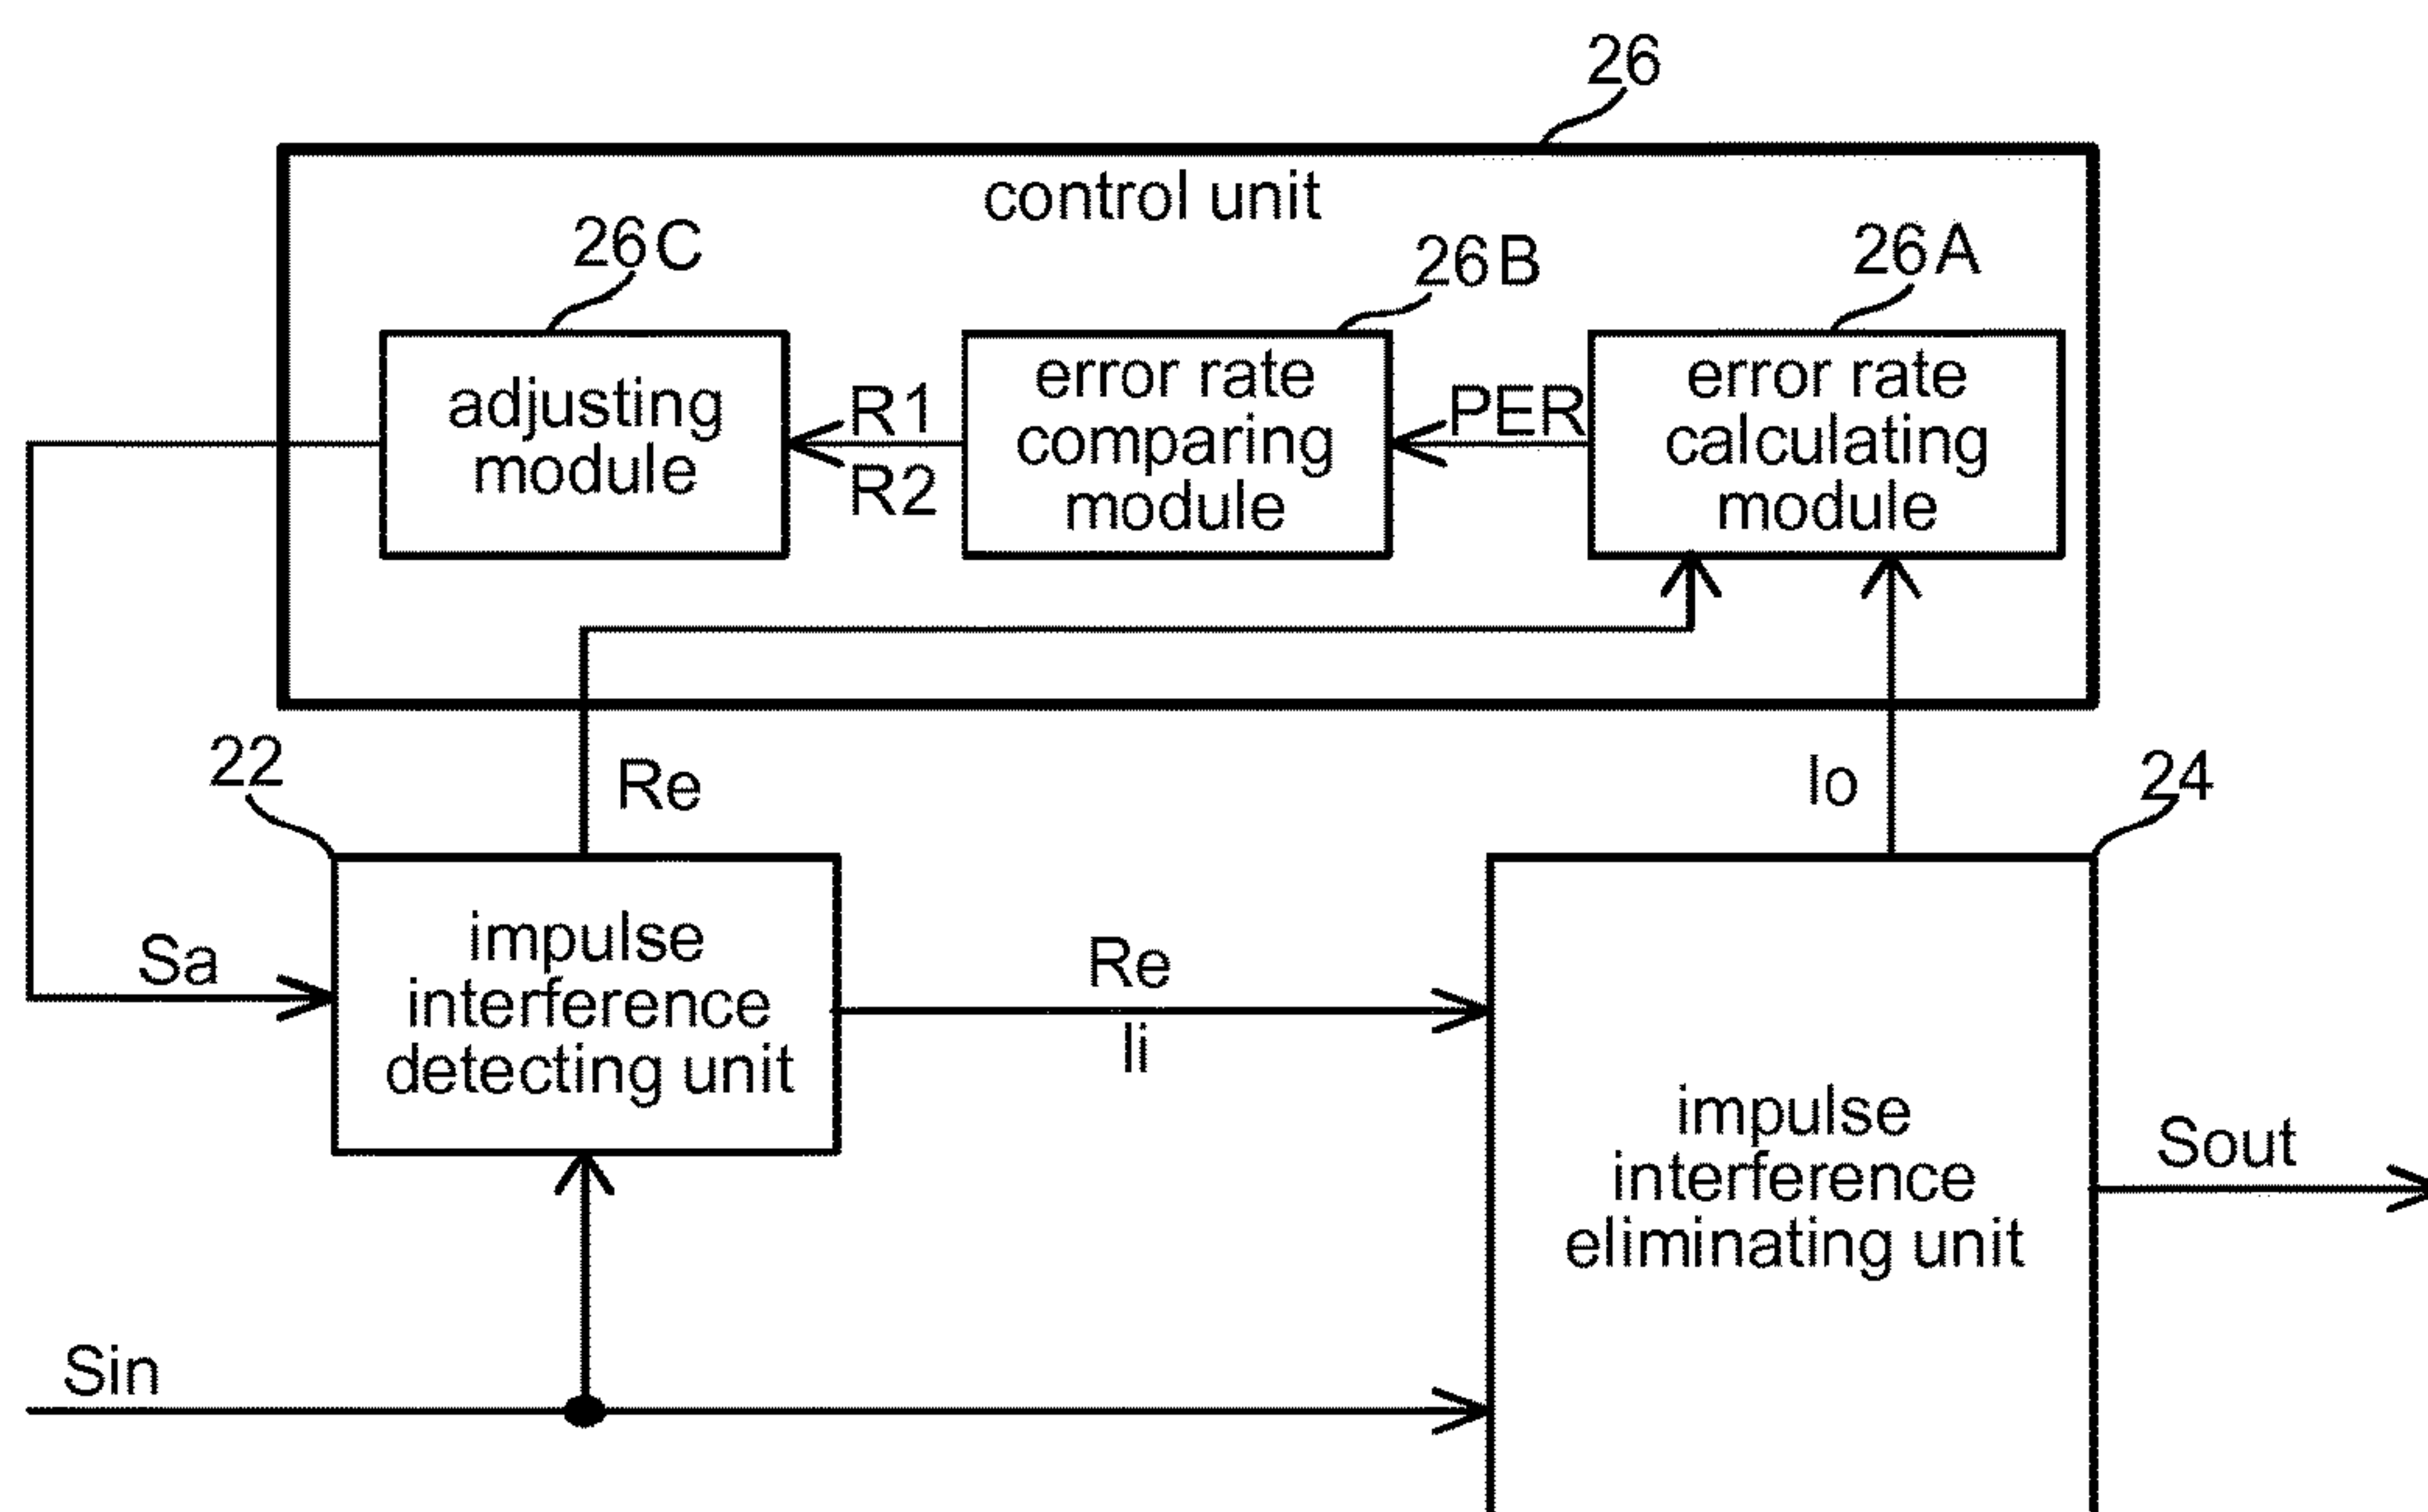 26
control unit
26C
26B
26A
adjusting
module
R1
R2
error rate
comparing
module
PER
error rate
calculating
module
22
Re
Io
24
Sa
impulse
interference
detecting unit
Re
Ii
impulse
interference
eliminating unit
Sout
Sin